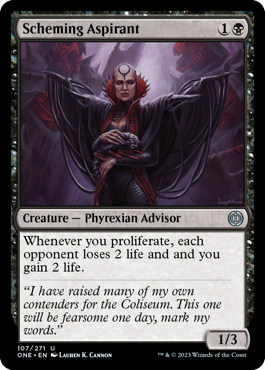 Scheming Aspirant 1
Creature — Phyrexian Advisor
Whenever you proliferate, each
opponent loses 2 life and and you
gain 2 life.
“I have raised many of my own
contenders for the Coliseum. This one
will be fearsome one day, mark my
words.”
1/3
107/271 U
ONE • EN LAUREN K. CANNON
™ & © 2023 Wizards of the Coast